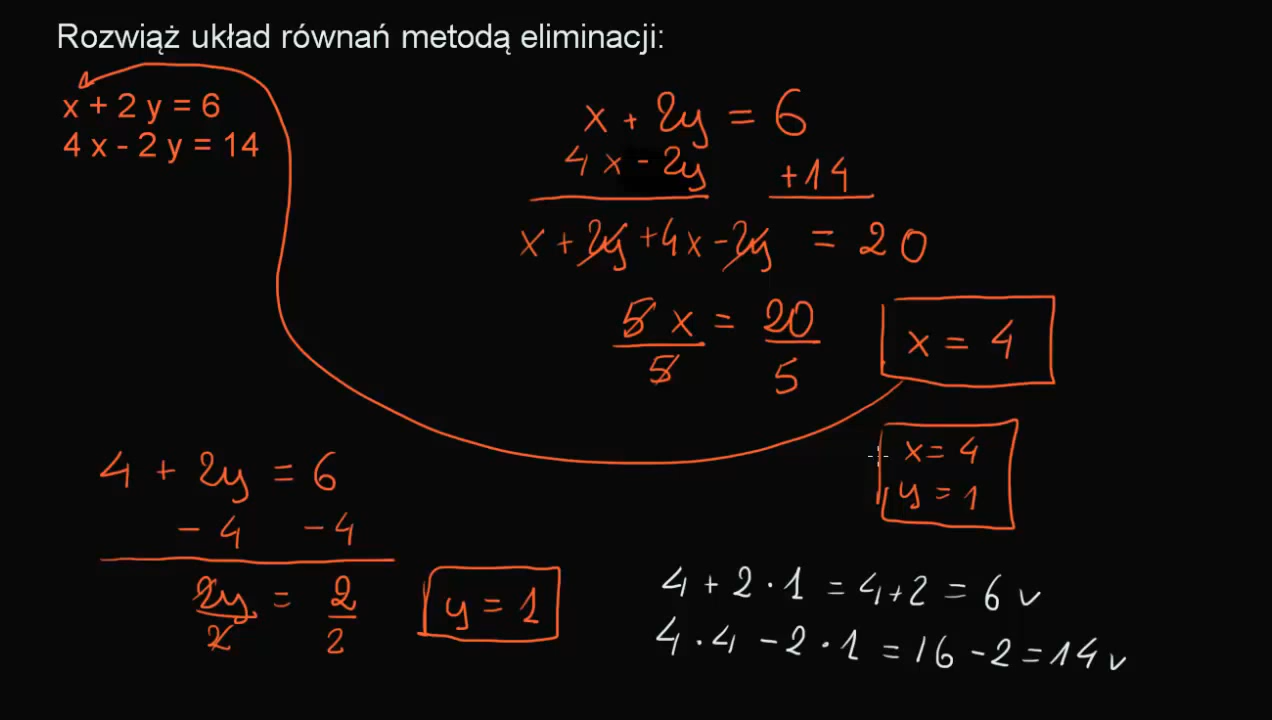 Rozwiąż układ równań metodą eliminacji:
x + 2 y = 6
4 x - 2 y = 14
x + 2y = 6
4x - 2y +14
x + 2y + 4x - 2y = 20
5x = 20
5 5
x = 4
x = 4
y = 1
4 + 2y = 6
- 4 - 4
2y = 2
2 2
y = 1
4 + 2 · 1 = 4 + 2 = 6 v
4 · 4 - 2 · 1 = 16 - 2 = 14 v